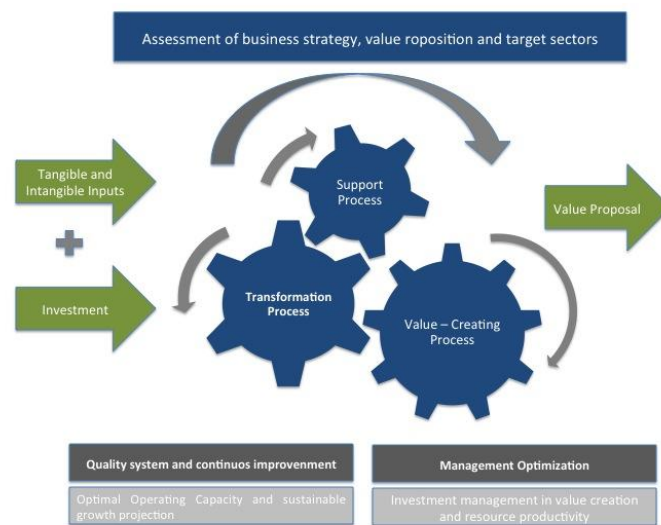 Assessment of business strategy, value roposition and target sectors
Tangible and
Intangible Inputs
Support
Process
Value Proposal
Investment
Transformation
Process
Value – Creating
Process
Quality system and continuos improvenment
Optimal Operating Capacity and sustainable
growth projection
Management Optimization
Investment management in value creation
and resource productivity